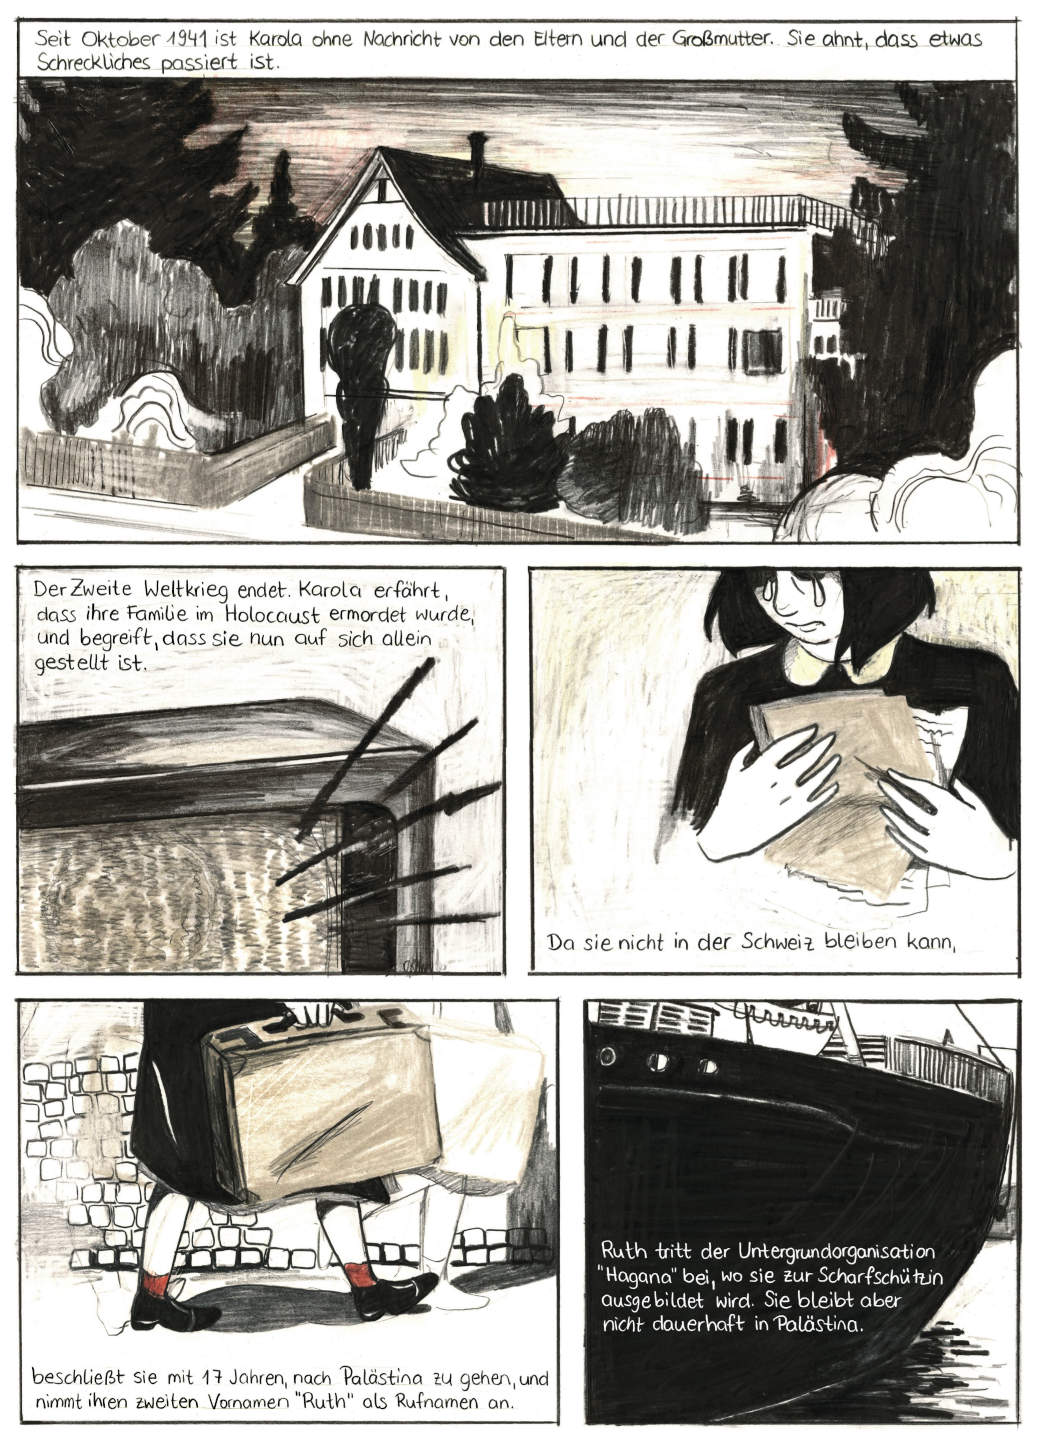 Seit Oktober 1941 ist Karola ohne Nachricht von den Eltern und der Großmutter. Sie ahnt, dass etwas
Schreckliches passiert ist.
Der Zweite Weltkrieg endet. Karola erfährt,
dass ihre Familie im Holocaust ermordet wurde,
und begreift, dass sie nun auf sich allein
gestellt ist.
Da sie nicht in der Schweiz bleiben kann,
beschließt sie mit 17 Jahren, nach Palästina zu gehen, und
nimmt ihren zweiten Vornamen "Ruth" als Rufnamen an.
Ruth tritt der Untergrundorganisation
"Hagana" bei, wo sie zur Scharfschützin
ausgebildet wird. Sie bleibt aber
nicht dauerhaft in Palästina.